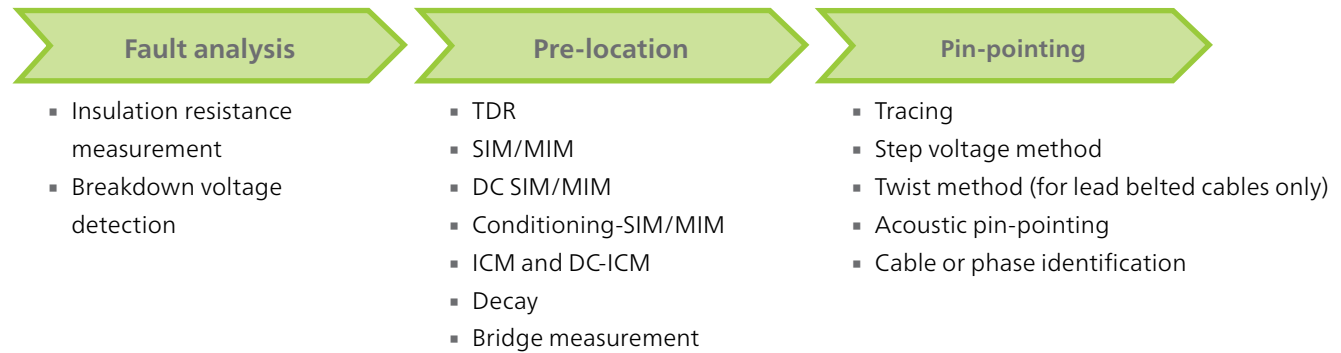 Fault analysis
▪ Insulation resistance
measurement
▪ Breakdown voltage
detection
Pre-location
▪ TDR
▪ SIM/MIM
▪ DC SIM/MIM
▪ Conditioning-SIM/MIM
▪ ICM and DC-ICM
▪ Decay
▪ Bridge measurement
Pin-pointing
▪ Tracing
▪ Step voltage method
▪ Twist method (for lead belted cables only)
▪ Acoustic pin-pointing
▪ Cable or phase identification